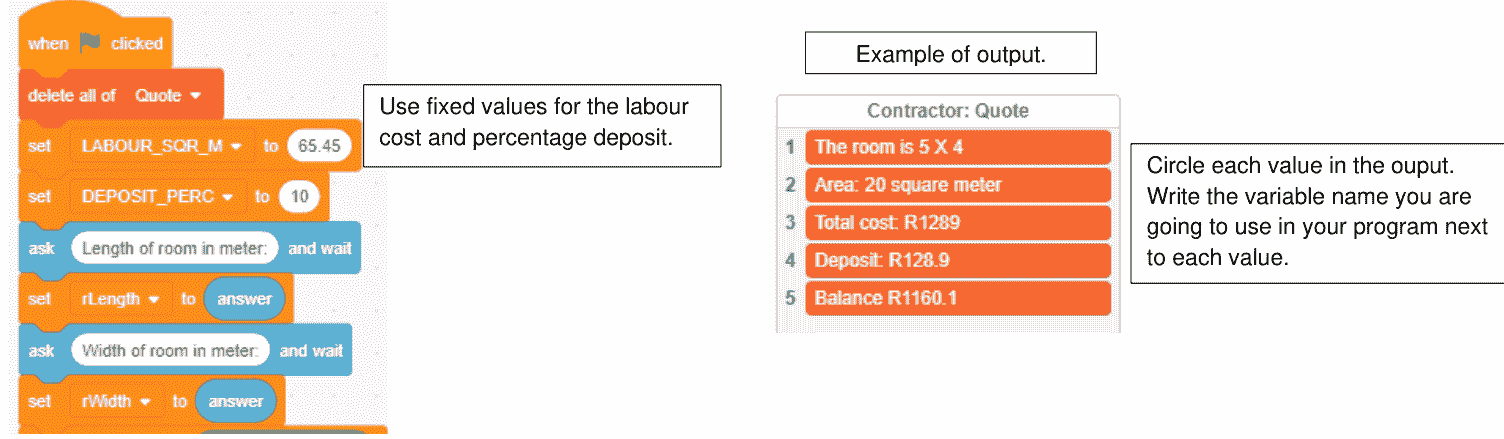 when clicked
delete all of Quote
set LABOUR_SQR_M to 65.45
set DEPOSIT_PERC to 10
ask Length of room in meter: and wait
set rLength to answer
ask Width of room in meter: and wait
set rWidth to answer
Use fixed values for the labour
cost and percentage deposit.
Example of output.
Contractor: Quote
1 The room is 5 X 4
2 Area: 20 square meter
3 Total cost: R1289
4 Deposit: R128.9
5 Balance R1160.1
Circle each value in the ouput.
Write the variable name you are
going to use in your program next
to each value.